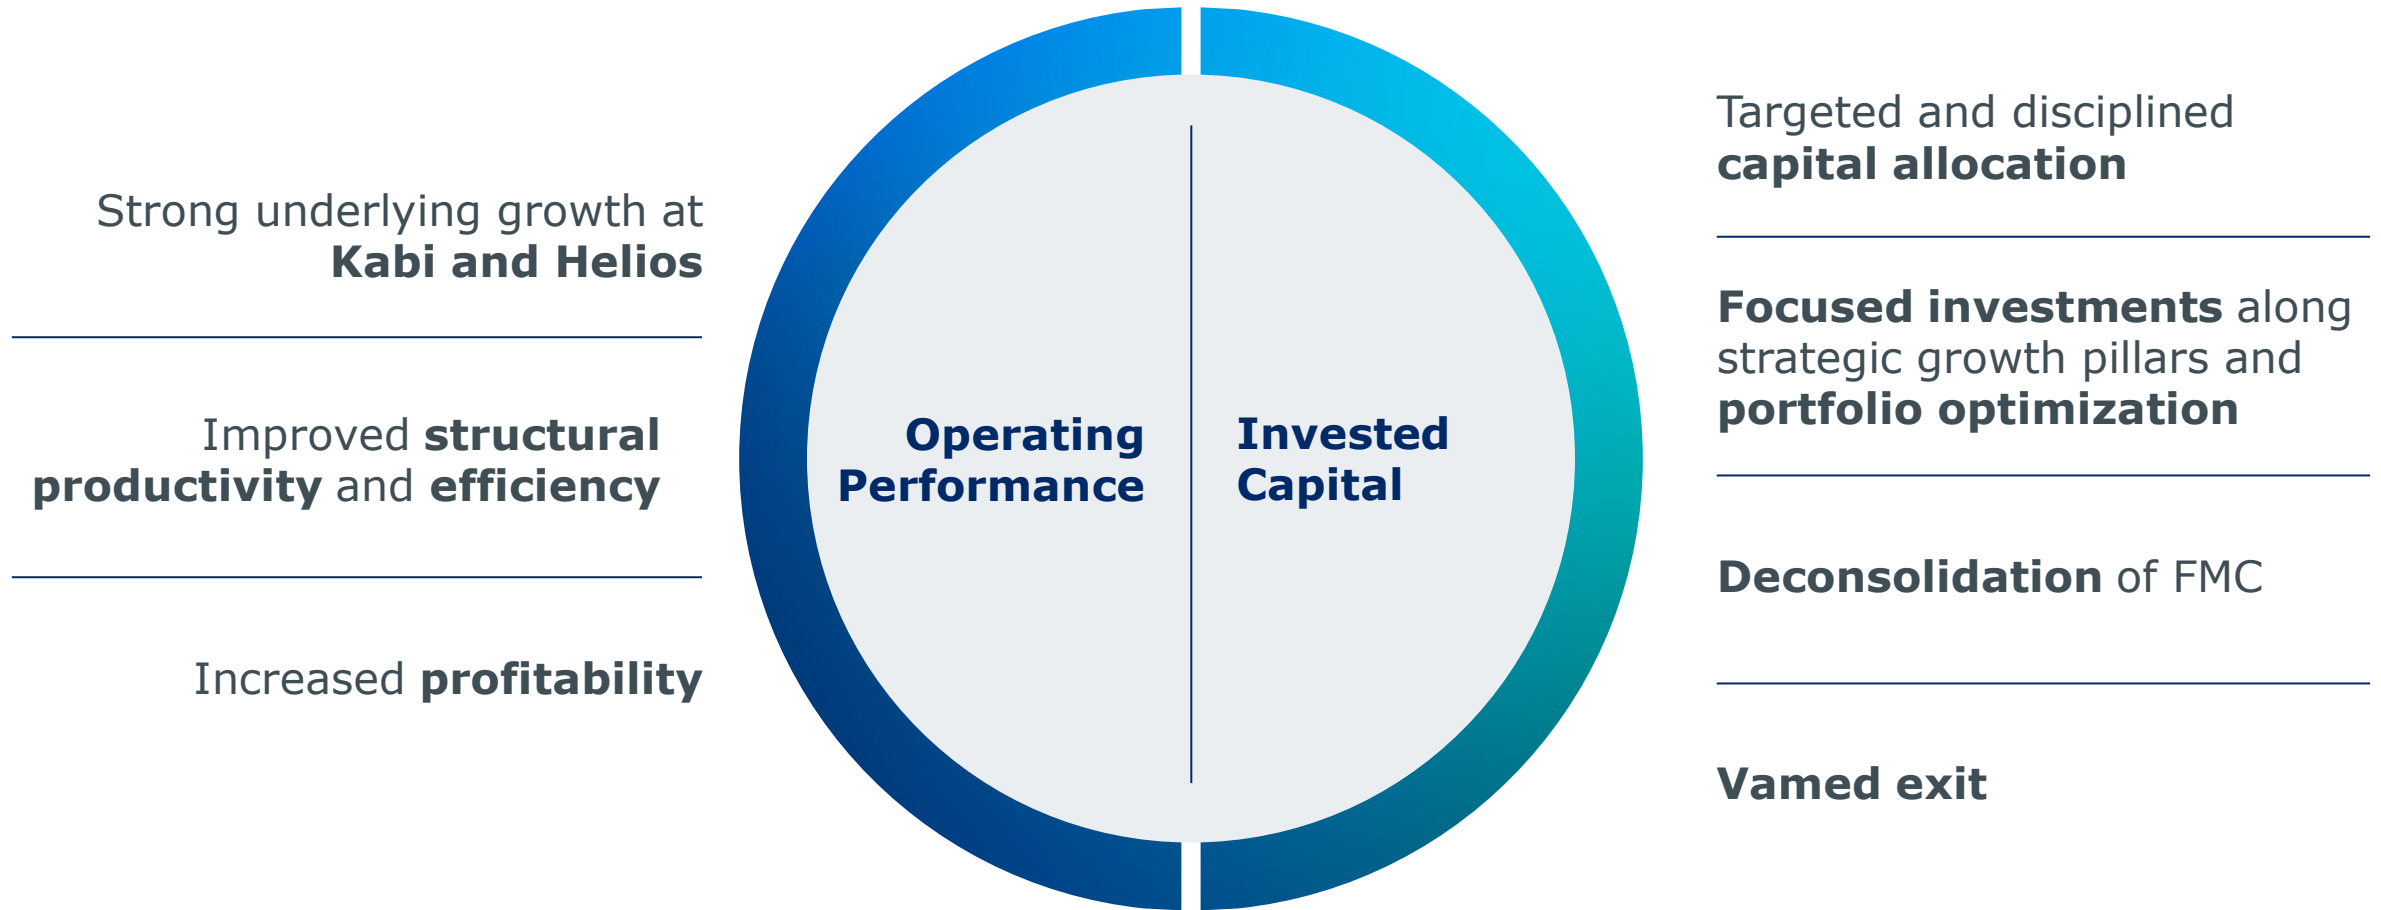 Strong underlying growth at
Kabi and Helios
Improved structural
productivity and efficiency
Increased profitability
Operating
Performance
Invested
Capital
Targeted and disciplined
capital allocation
Focused investments along
strategic growth pillars and
portfolio optimization
Deconsolidation of FMC
Vamed exit